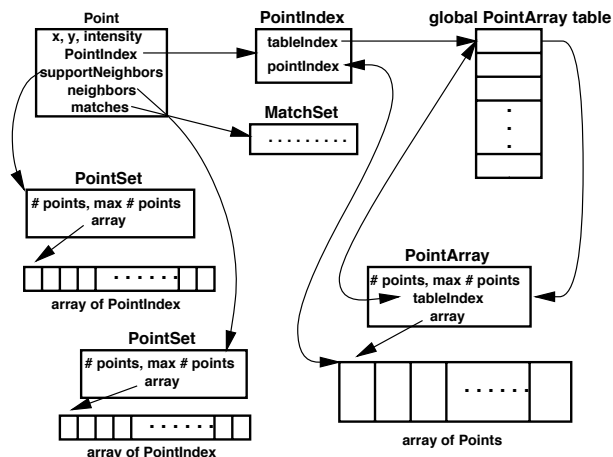 Point
x, y, intensity
PointIndex
supportNeighbors
neighbors
matches
PointIndex
tableIndex
pointIndex
global PointArray table
MatchSet
PointSet
# points, max # points
array
array of PointIndex
PointSet
# points, max # points
array
array of PointIndex
PointArray
# points, max # points
tableIndex
array
array of Points